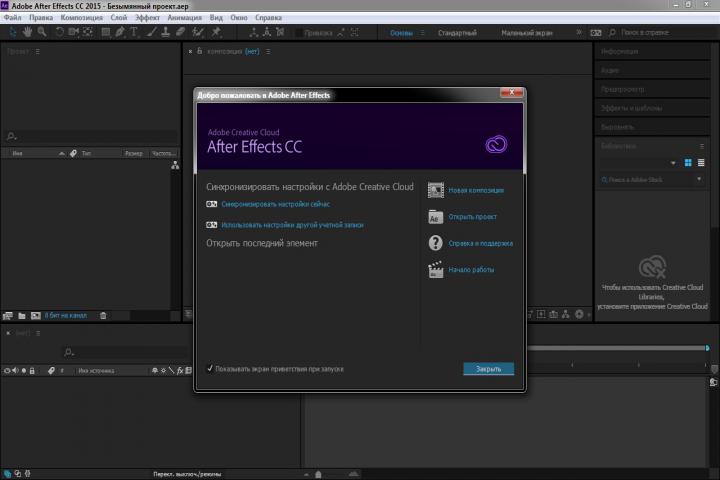 Adobe After Effects CC 2015 - Безымянный проект.aep
Файл Правка Композиция Слой Эффект Анимация Вид Окно Справка
Привязка Основы Стандартный Маленький экран Поиск в справке
Проект
композиция (нет)
Информация
Аудио
Предпросмотр
Эффекты и шаблоны
Выровнять
Библиотеки
Поиск в Adobe Stock
Имя Тип Размер Частота...
Добро пожаловать в Adobe After Effects
Adobe Creative Cloud
After Effects CC
Синхронизировать настройки с Adobe Creative Cloud
Синхронизировать настройки сейчас
Использовать настройки другой учетной записи
Открыть последний элемент
Новая композиция
Открыть проект
Справка и поддержка
Начало работы
Показывать экран приветствия при запуске
Закрыть
Чтобы использовать Creative Cloud
Libraries,
установите приложение Creative Cloud
8 бит на канал
(нет)
# Имя источника
Перекл. выключ./режимы